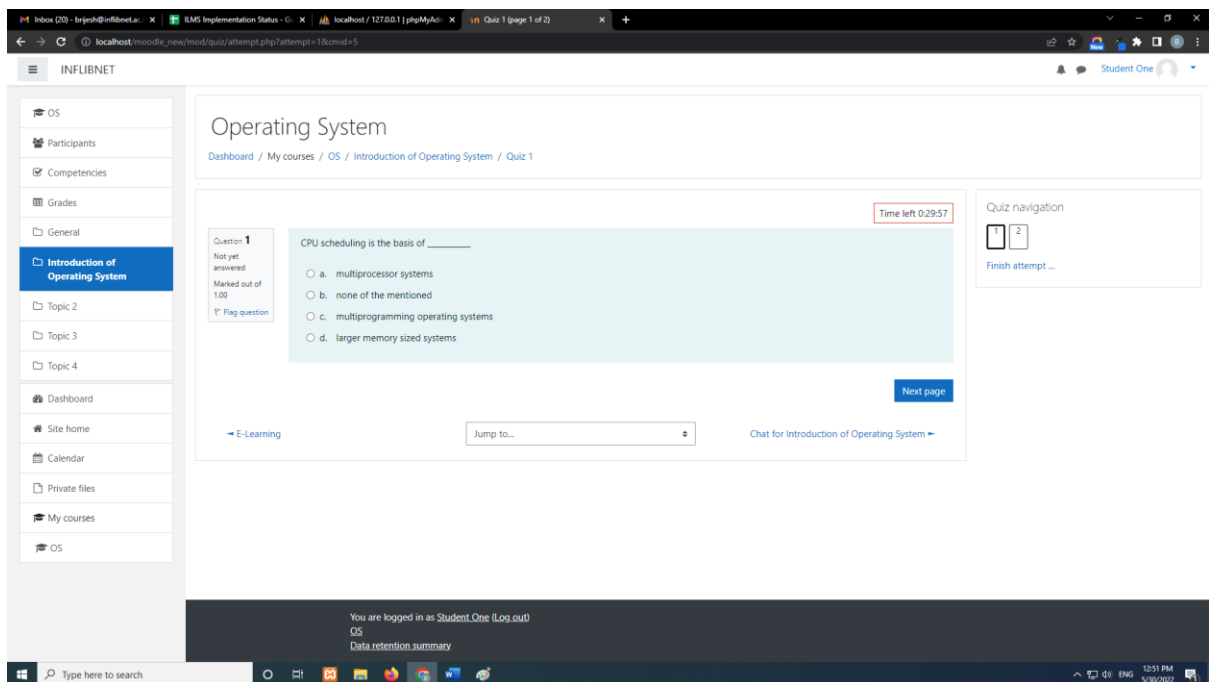 Inbox (20) - brijesh@inflibnet.ac.
ILMS Implementation Status - G
localhost / 127.0.0.1 | phpMyAd
Quiz 1 (page 1 of 2)
localhost/moodle_new/mod/quiz/attempt.php?attempt=1&cmid=5
New
INFLIBNET
Student One
OS
Participants
Competencies
Grades
General
Introduction of
Operating System
Topic 2
Topic 3
Topic 4
Dashboard
Site home
Calendar
Private files
My courses
OS
Operating System
Dashboard / My courses / OS / Introduction of Operating System / Quiz 1
Time left 0:29:57
Question 1
Not yet
answered
Marked out of
1.00
Flag question
CPU scheduling is the basis of _________
a. multiprocessor systems
b. none of the mentioned
c. multiprogramming operating systems
d. larger memory sized systems
Next page
◄ E-Learning
Jump to...
Chat for Introduction of Operating System ►
Quiz navigation
1 2
Finish attempt ...
You are logged in as Student One (Log out)
OS
Data retention summary
Type here to search
ENG
12:51 PM
5/30/2022